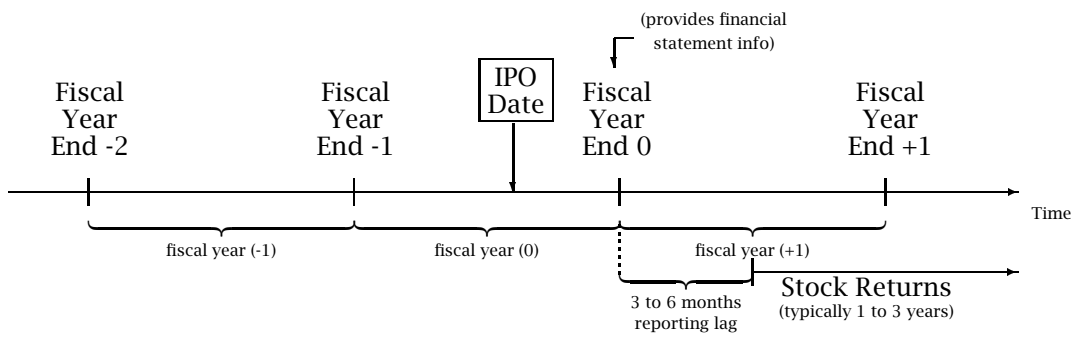 (provides financial
statement info)
IPO
Date
Fiscal
Year
End -2
Fiscal
Year
End -1
Fiscal
Year
End 0
Fiscal
Year
End +1
Time
fiscal year (-1)
fiscal year (0)
fiscal year (+1)
3 to 6 months
reporting lag
Stock Returns
(typically 1 to 3 years)